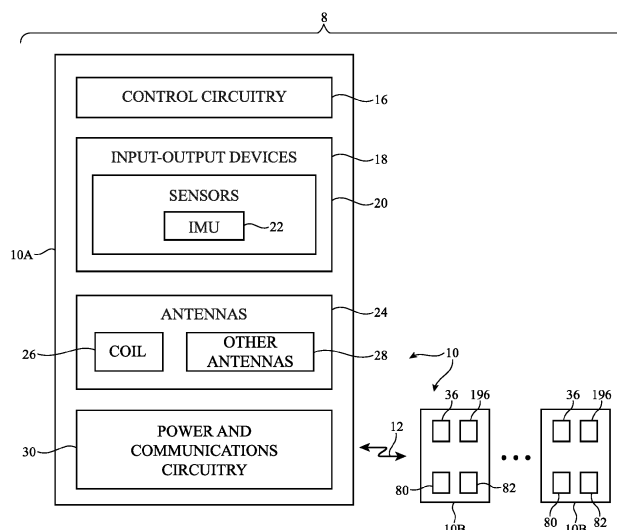 8
CONTROL CIRCUITRY
16
INPUT-OUTPUT DEVICES
18
SENSORS
20
IMU
22
10A
ANTENNAS
24
26
COIL
OTHER
ANTENNAS
28
10
30
POWER AND
COMMUNICATIONS
CIRCUITRY
12
36
196
80
82
10B
36
196
80
82
10B